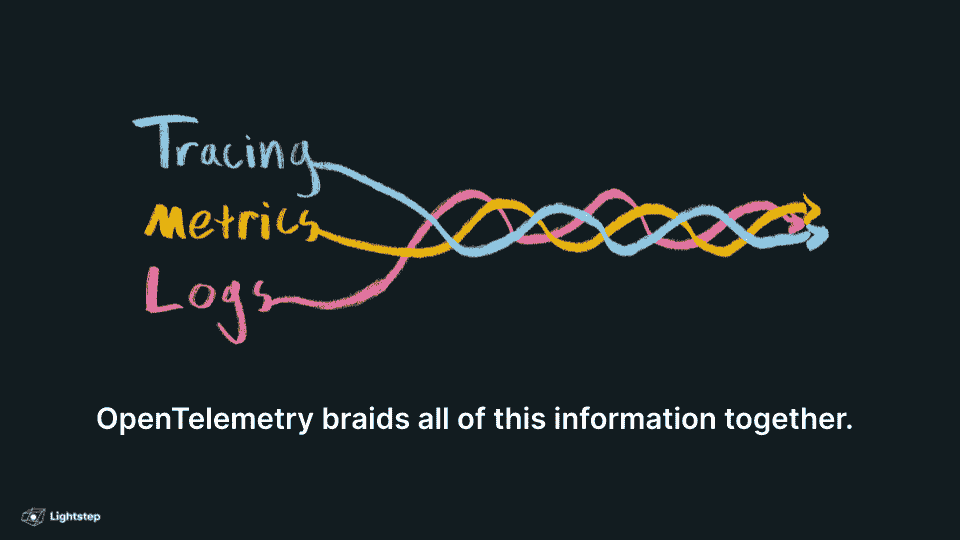 Tracing
Metrics
Logs
OpenTelemetry braids all of this information together.
Lightstep